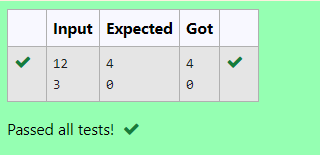 Input Expected Got
12 4 4
3 0 0
Passed all tests!